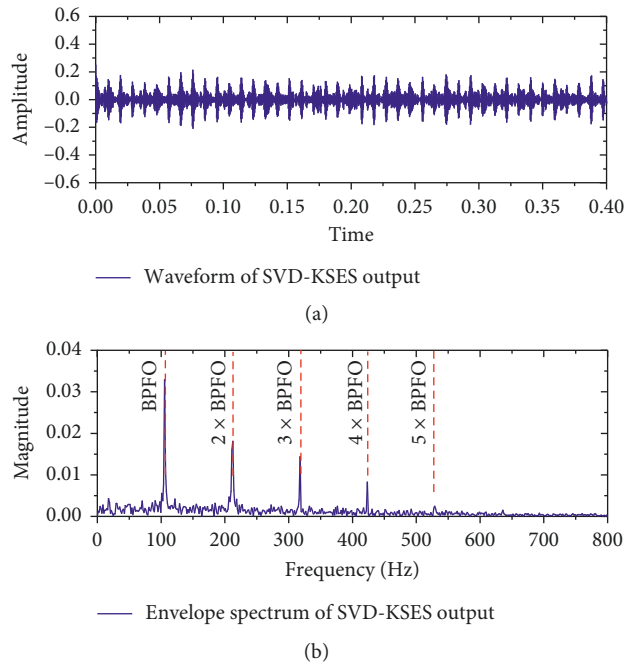 0.6
0.4
0.2
0.0
–0.2
–0.4
–0.6
Amplitude
0.00 0.05 0.10 0.15 0.20 0.25 0.30 0.35 0.40
Time
Waveform of SVD-KSES output
(a)
0.04
0.03
0.02
0.01
0.00
Magnitude
BPFO
2 × BPFO
3 × BPFO
4 × BPFO
5 × BPFO
0 100 200 300 400 500 600 700 800
Frequency (Hz)
Envelope spectrum of SVD-KSES output
(b)